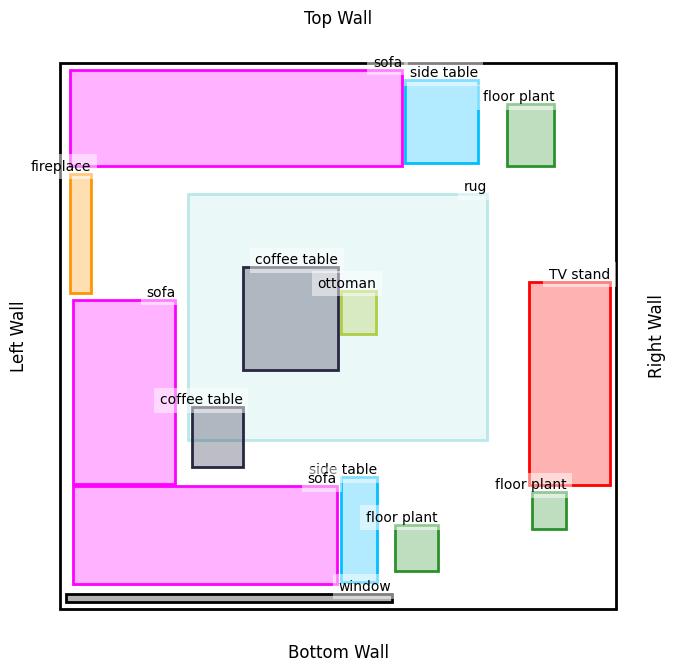 Top Wall
sofa
side table
floor plant
fireplace
rug
coffee table
ottoman
TV stand
sofa
Left Wall
Right Wall
coffee table
side table
sofa
floor plant
floor plant
window
Bottom Wall